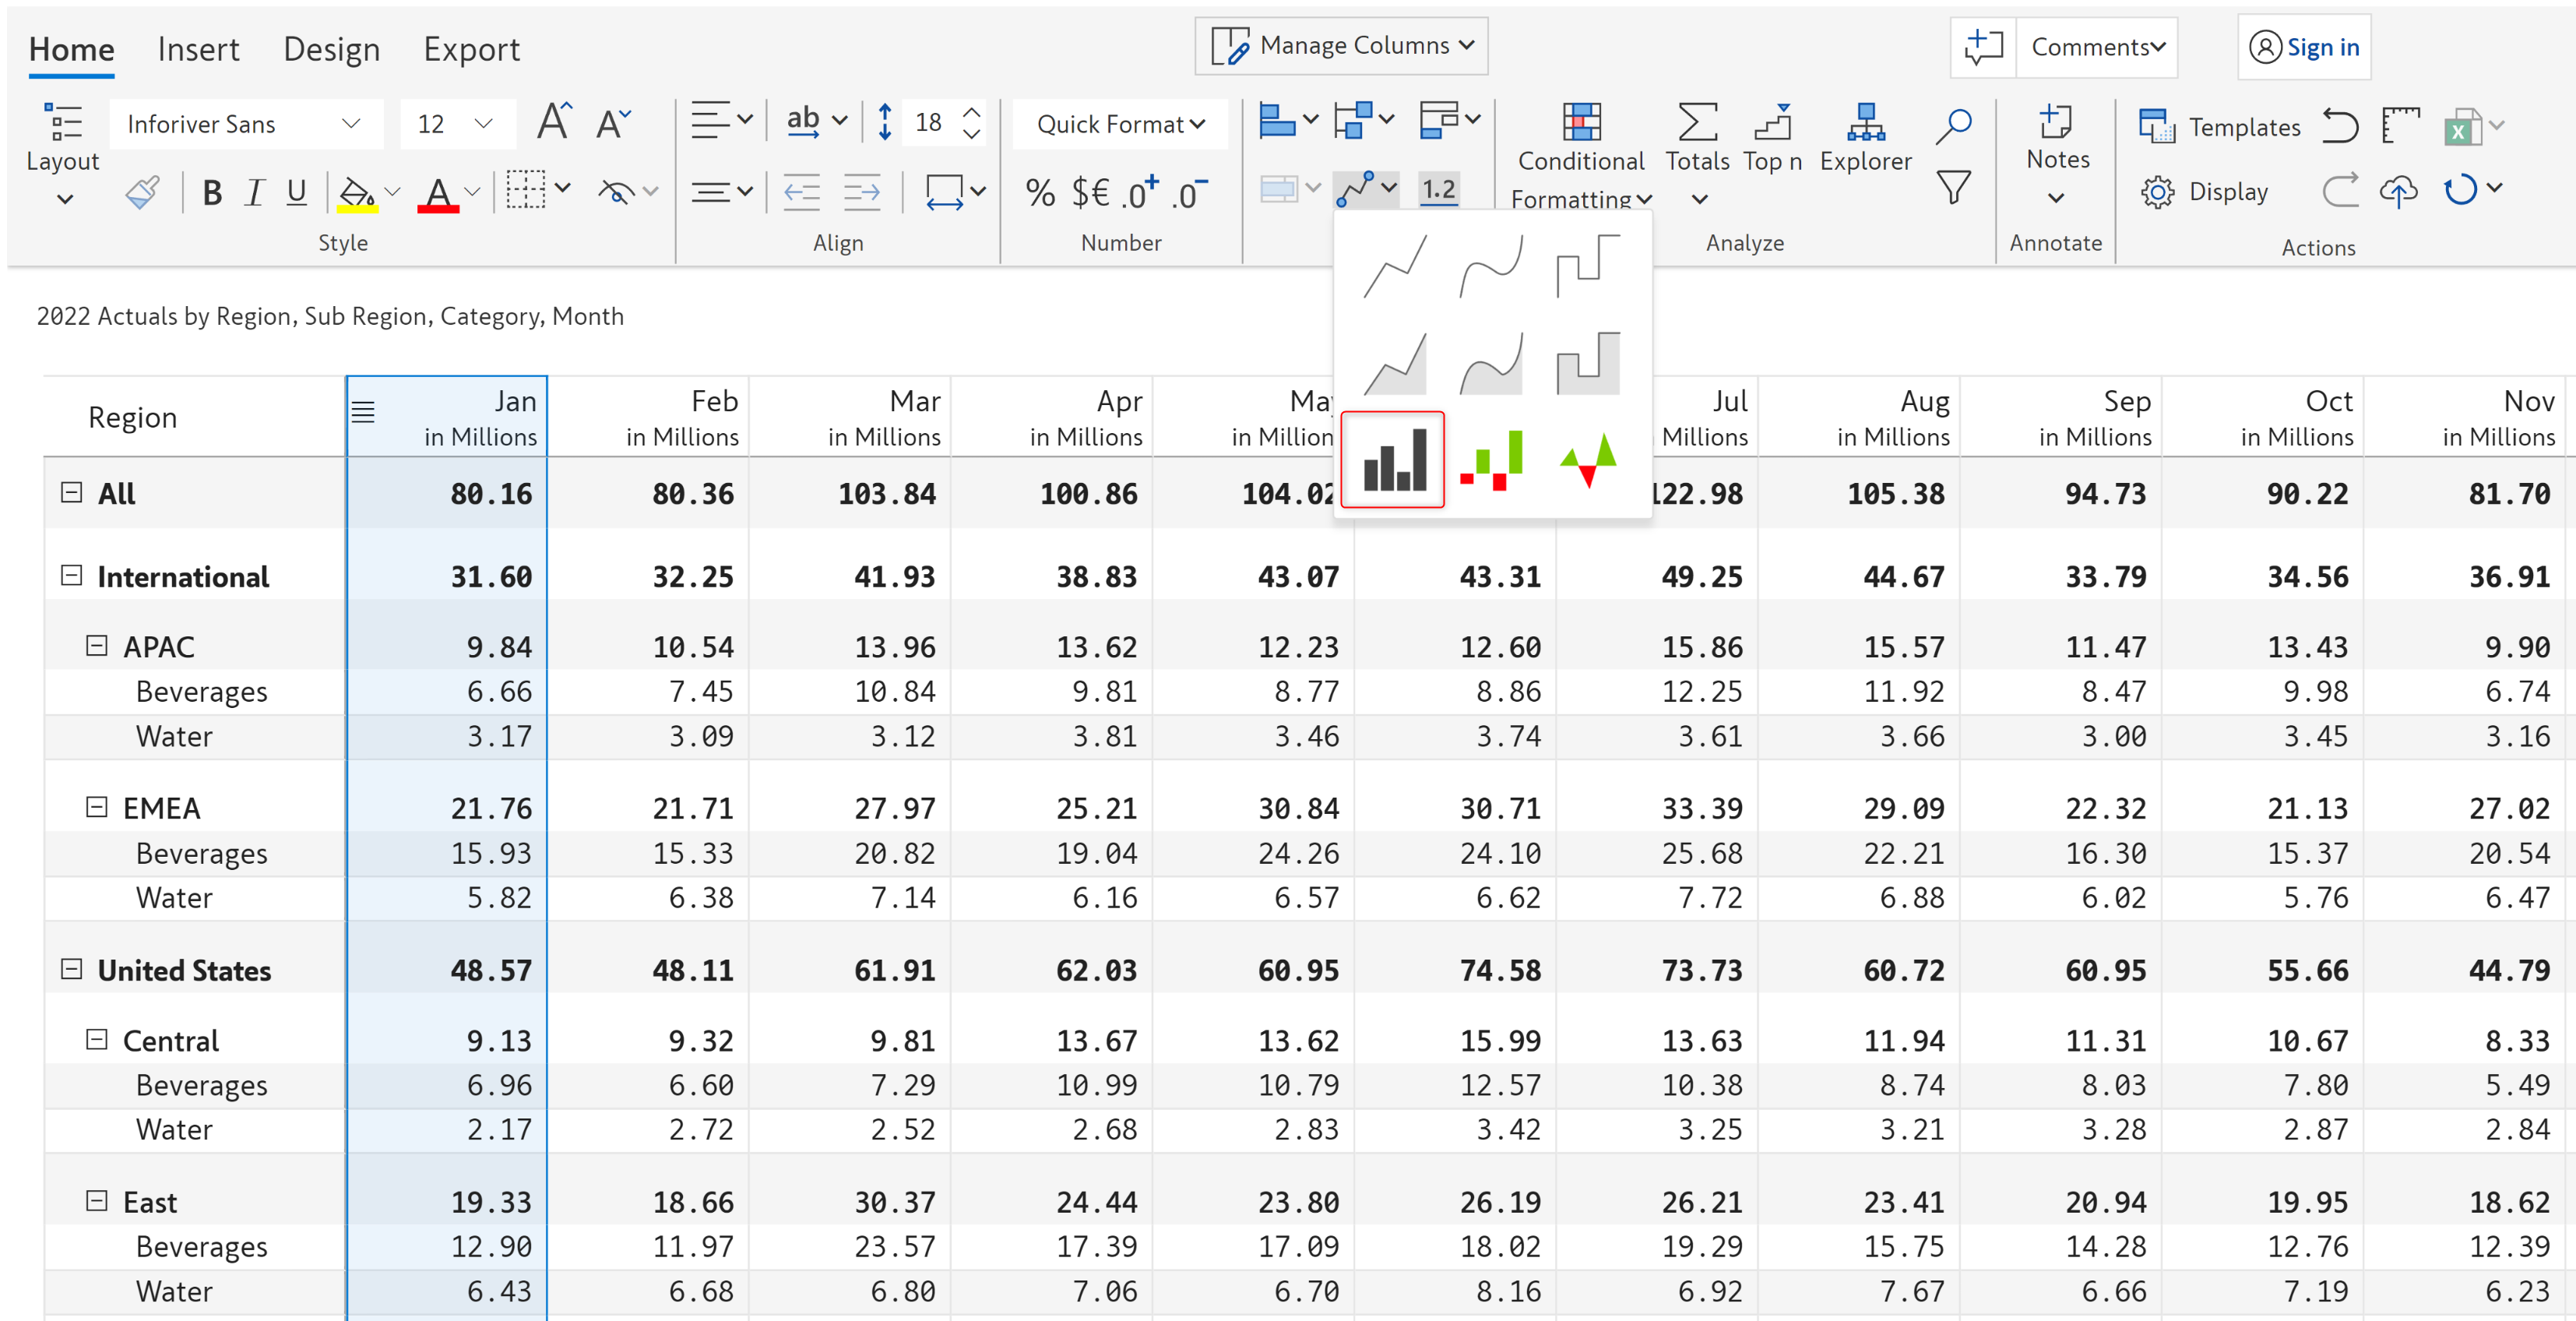 Home Insert Design Export Manage Columns Comments Sign in
Inforiver Sans 12 A A ab 18 Quick Format Templates
Layout Conditional Totals Top n Explorer Notes
B I U A % $€ .0+ .0- 1.2 Formatting Display
Style Align Number Analyze Annotate Actions
2022 Actuals by Region, Sub Region, Category, Month
Region Jan Feb Mar Apr May Jul Aug Sep Oct Nov
in Millions in Millions in Millions in Millions in Million Millions in Millions in Millions in Millions in Millions
All 80.16 80.36 103.84 100.86 104.02 122.98 105.38 94.73 90.22 81.70
International 31.60 32.25 41.93 38.83 43.07 43.31 49.25 44.67 33.79 34.56 36.91
APAC 9.84 10.54 13.96 13.62 12.23 12.60 15.86 15.57 11.47 13.43 9.90
Beverages 6.66 7.45 10.84 9.81 8.77 8.86 12.25 11.92 8.47 9.98 6.74
Water 3.17 3.09 3.12 3.81 3.46 3.74 3.61 3.66 3.00 3.45 3.16
EMEA 21.76 21.71 27.97 25.21 30.84 30.71 33.39 29.09 22.32 21.13 27.02
Beverages 15.93 15.33 20.82 19.04 24.26 24.10 25.68 22.21 16.30 15.37 20.54
Water 5.82 6.38 7.14 6.16 6.57 6.62 7.72 6.88 6.02 5.76 6.47
United States 48.57 48.11 61.91 62.03 60.95 74.58 73.73 60.72 60.95 55.66 44.79
Central 9.13 9.32 9.81 13.67 13.62 15.99 13.63 11.94 11.31 10.67 8.33
Beverages 6.96 6.60 7.29 10.99 10.79 12.57 10.38 8.74 8.03 7.80 5.49
Water 2.17 2.72 2.52 2.68 2.83 3.42 3.25 3.21 3.28 2.87 2.84
East 19.33 18.66 30.37 24.44 23.80 26.19 26.21 23.41 20.94 19.95 18.62
Beverages 12.90 11.97 23.57 17.39 17.09 18.02 19.29 15.75 14.28 12.76 12.39
Water 6.43 6.68 6.80 7.06 6.70 8.16 6.92 7.67 6.66 7.19 6.23